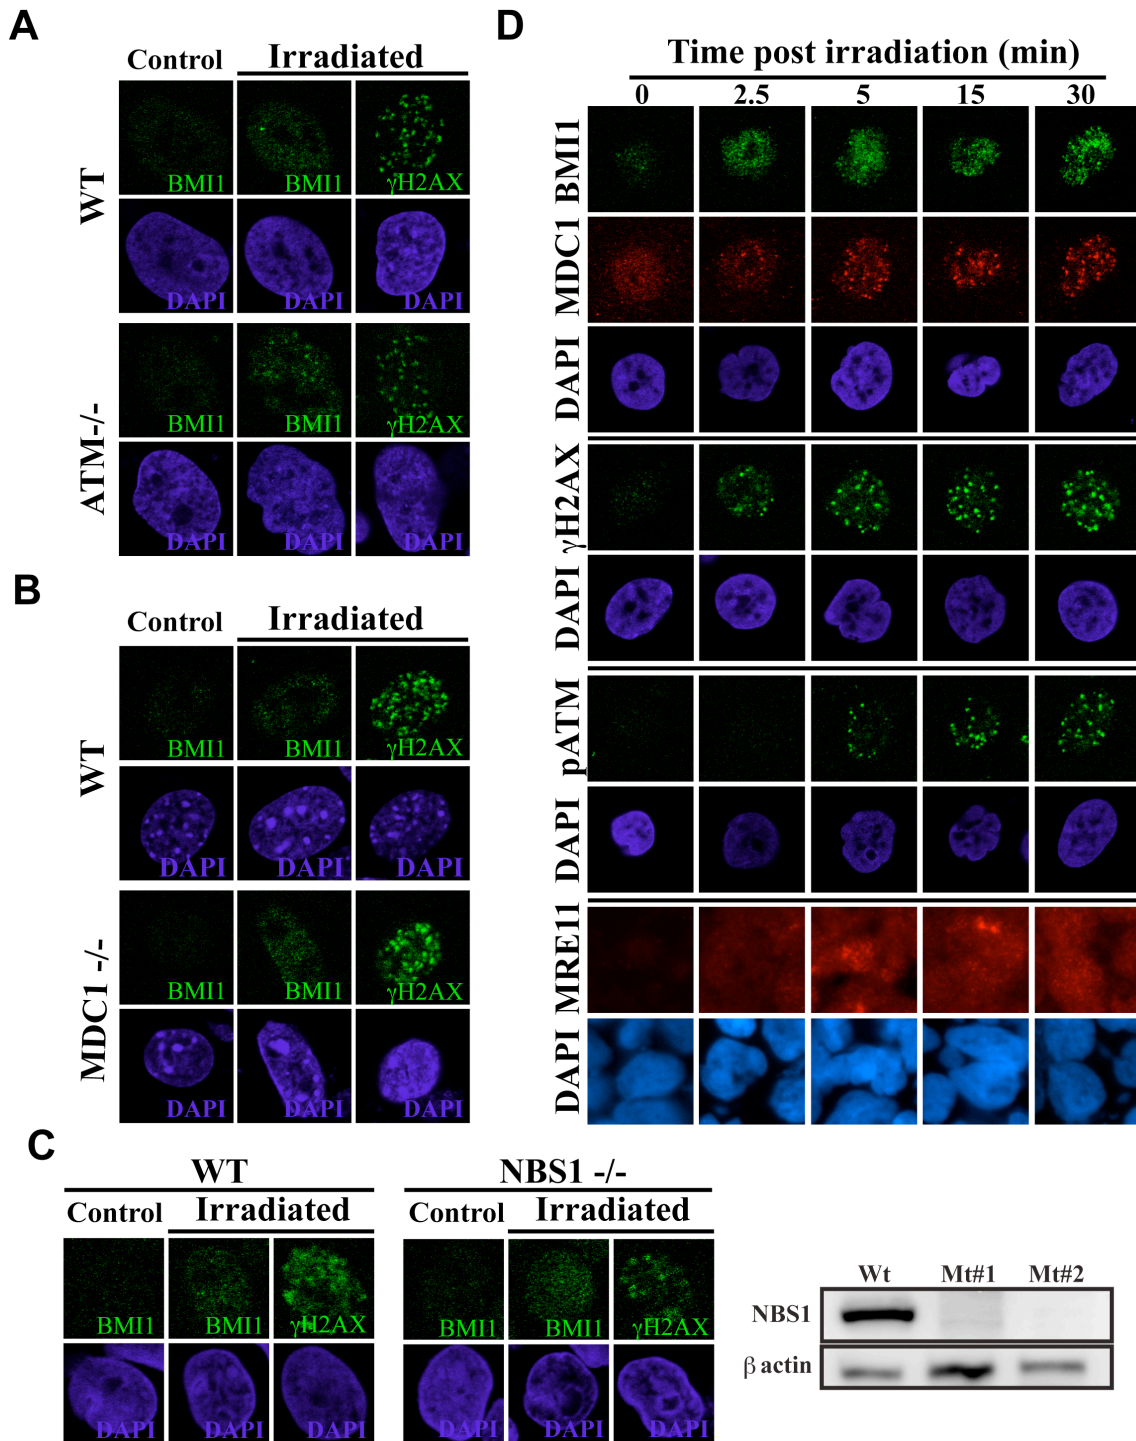 A
Control Irradiated
WT
BMI1 BMI1 γH2AX
DAPI DAPI DAPI
ATM-/-
BMI1 BMI1 γH2AX
DAPI DAPI DAPI
B
Control Irradiated
WT
BMI1 BMI1 γH2AX
DAPI DAPI DAPI
MDC1 -/-
BMI1 BMI1 γH2AX
DAPI DAPI DAPI
C
WT
Control Irradiated
BMI1 BMI1 γH2AX
DAPI DAPI DAPI
NBS1 -/-
Control Irradiated
BMI1 BMI1 γH2AX
DAPI DAPI DAPI
Wt Mt#1 Mt#2
NBS1
β actin
D
Time post irradiation (min)
0 2.5 5 15 30
BMI1
MDC1
DAPI
γH2AX
DAPI
pATM
DAPI
MRE11
DAPI